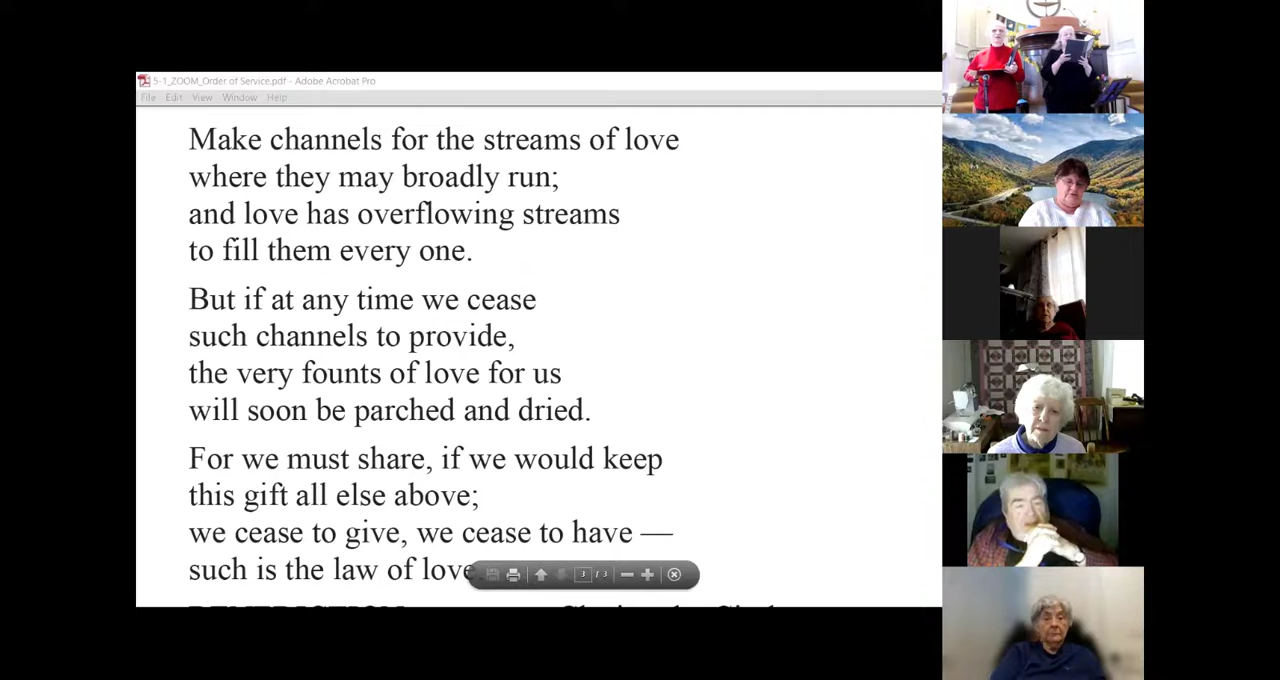 5-1_ZOOM_Order of Service.pdf - Adobe Acrobat Pro
File Edit View Window Help
Make channels for the streams of love
where they may broadly run;
and love has overflowing streams
to fill them every one.
But if at any time we cease
such channels to provide,
the very founts of love for us
will soon be parched and dried.
For we must share, if we would keep
this gift all else above;
we cease to give, we cease to have —
such is the law of love
3 / 3